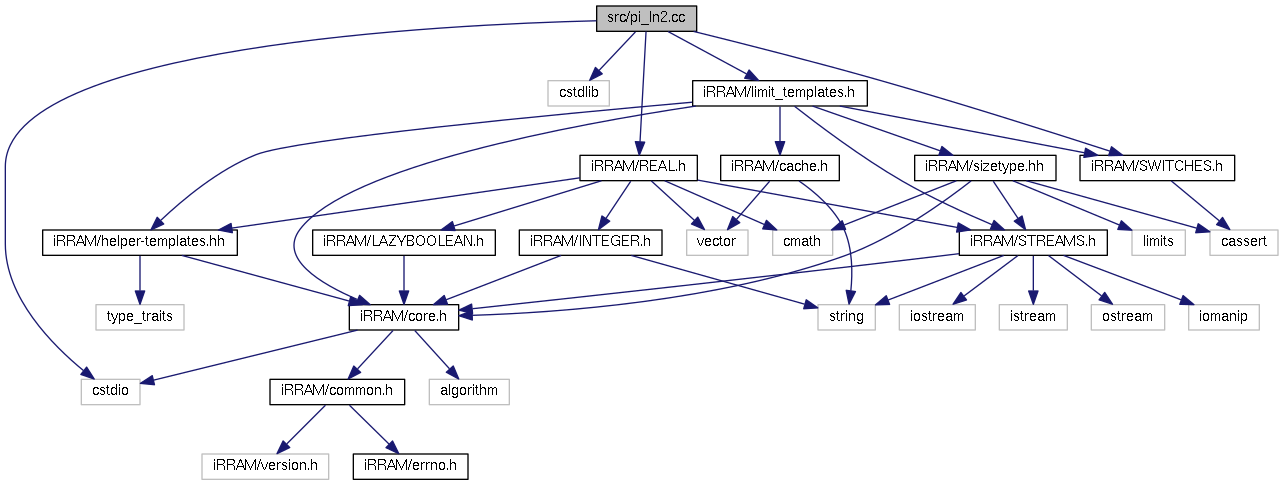 src/pi_ln2.cc
cstdlib
iRRAM/limit_templates.h
iRRAM/REAL.h
iRRAM/cache.h
iRRAM/sizetype.hh
iRRAM/SWITCHES.h
iRRAM/helper-templates.hh
iRRAM/LAZYBOOLEAN.h
iRRAM/INTEGER.h
vector
cmath
iRRAM/STREAMS.h
limits
cassert
type_traits
iRRAM/core.h
string
iostream
istream
ostream
iomanip
cstdio
iRRAM/common.h
algorithm
iRRAM/version.h
iRRAM/errno.h